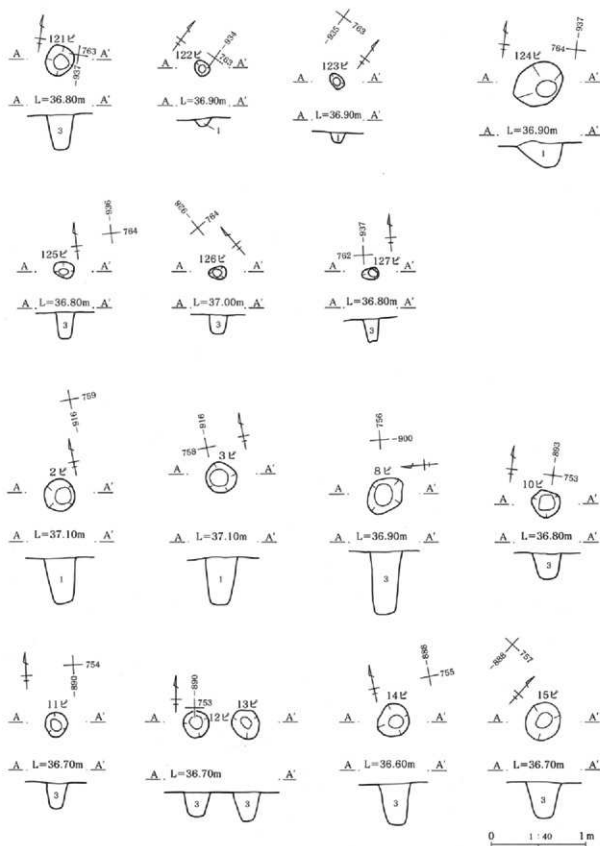 121ピ
763
-937
A A'
A L=36.80m A'
3
122ピ
-934
763
A A'
A L=36.90m A'
1
763
-935
123ピ
A A'
A L=36.90m A'
1
-937
764
124ピ
A A'
A L=36.90m A'
1
-936
764
125ピ
A A'
A L=36.80m A'
3
764
126ピ
A A'
A L=37.00m A'
3
-937
762
127ピ
A A'
A L=36.80m A'
3
759
-916
2ピ
A A'
A L=37.10m A'
1
-916
759
3ピ
A A'
A L=37.10m A'
1
756
-900
8ピ
A A'
A L=36.90m A'
3
-893
753
10ピ
A A'
A L=36.80m A'
3
754
-890
11ピ
A A'
A L=36.70m A'
3
-890
753
12ピ 13ピ
A A'
A L=36.70m A'
3 3
-888
755
14ピ
A A'
A L=36.60m A'
3
-888
757
15ピ
A A'
A L=36.70m A'
3
0 1:40 1m